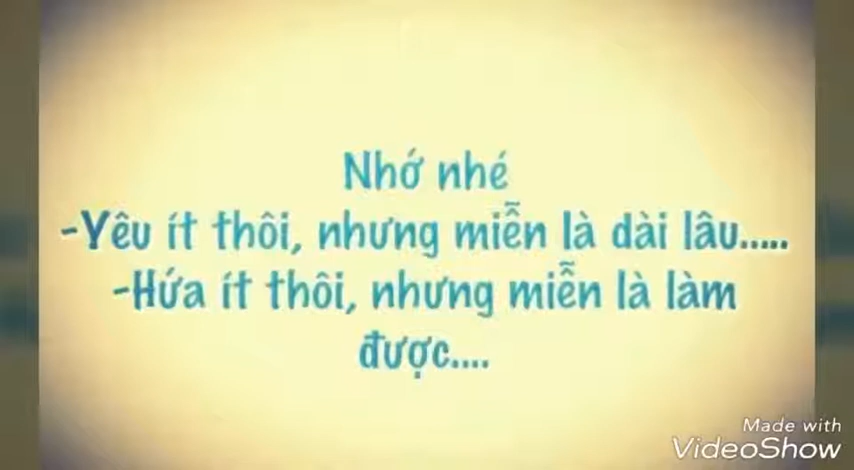 Nhớ nhé
-Yêu ít thôi, nhưng miễn là dài lâu.....
-Hứa ít thôi, nhưng miễn là làm
được....
Made with
VideoShow